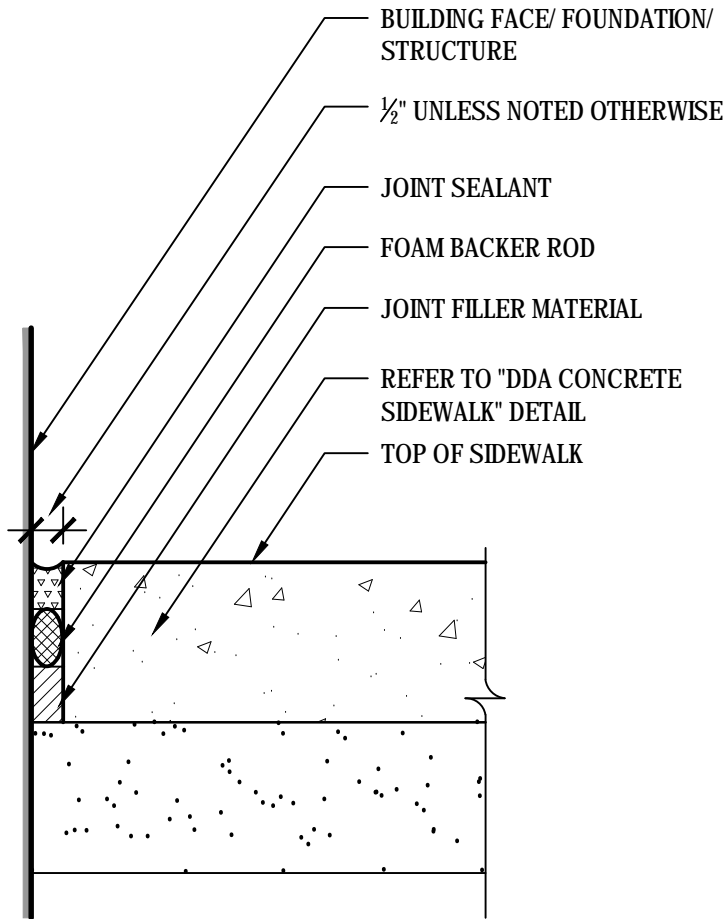 BUILDING FACE/ FOUNDATION/
STRUCTURE
½" UNLESS NOTED OTHERWISE
JOINT SEALANT
FOAM BACKER ROD
JOINT FILLER MATERIAL
REFER TO "DDA CONCRETE
SIDEWALK" DETAIL
TOP OF SIDEWALK